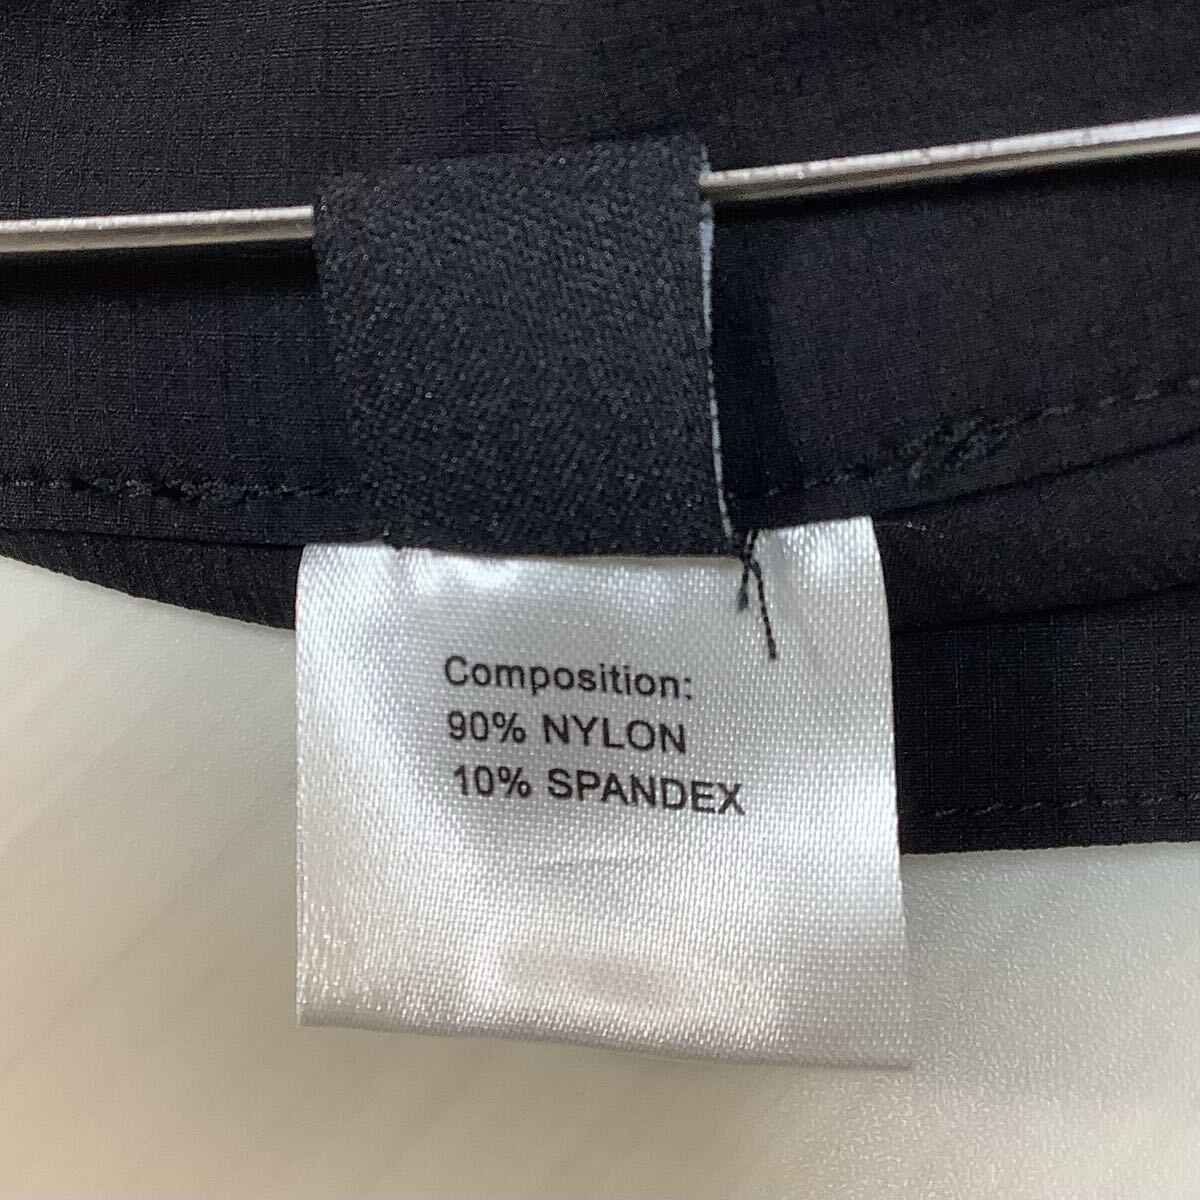 Composition:
90% NYLON
10% SPANDEX